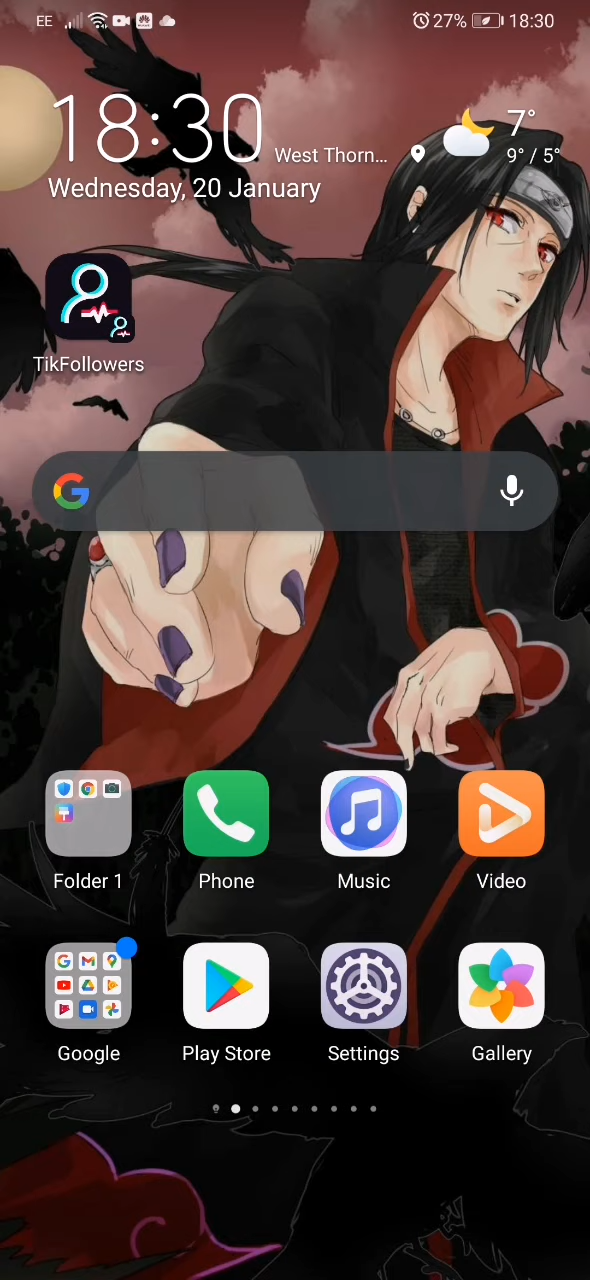 EE 27% 18:30
18:30 West Thorn... 7°
9° / 5°
Wednesday, 20 January
TikFollowers
Folder 1 Phone Music Video
Google Play Store Settings Gallery